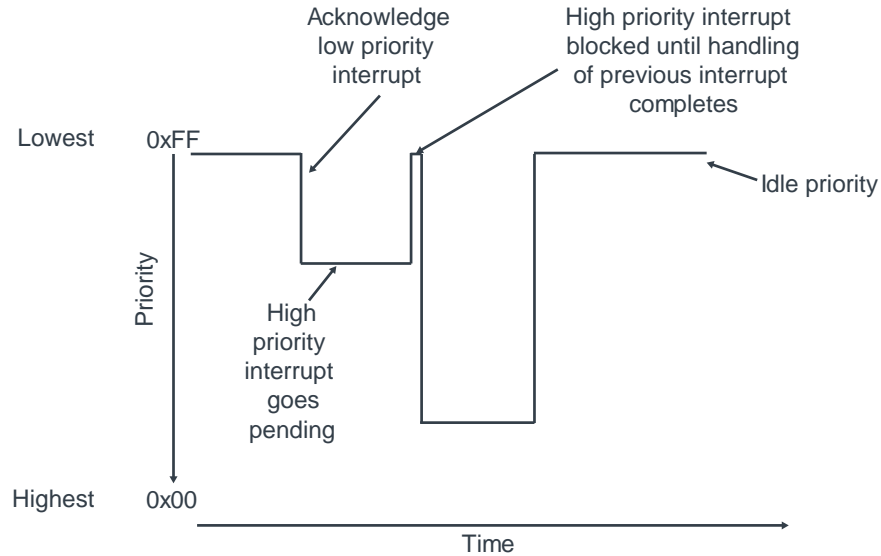 Acknowledge
low priority
interrupt
High priority interrupt
blocked until handling
of previous interrupt
completes
Lowest
0xFF
Idle priority
Priority
High
priority
interrupt
goes
pending
Highest
0x00
Time